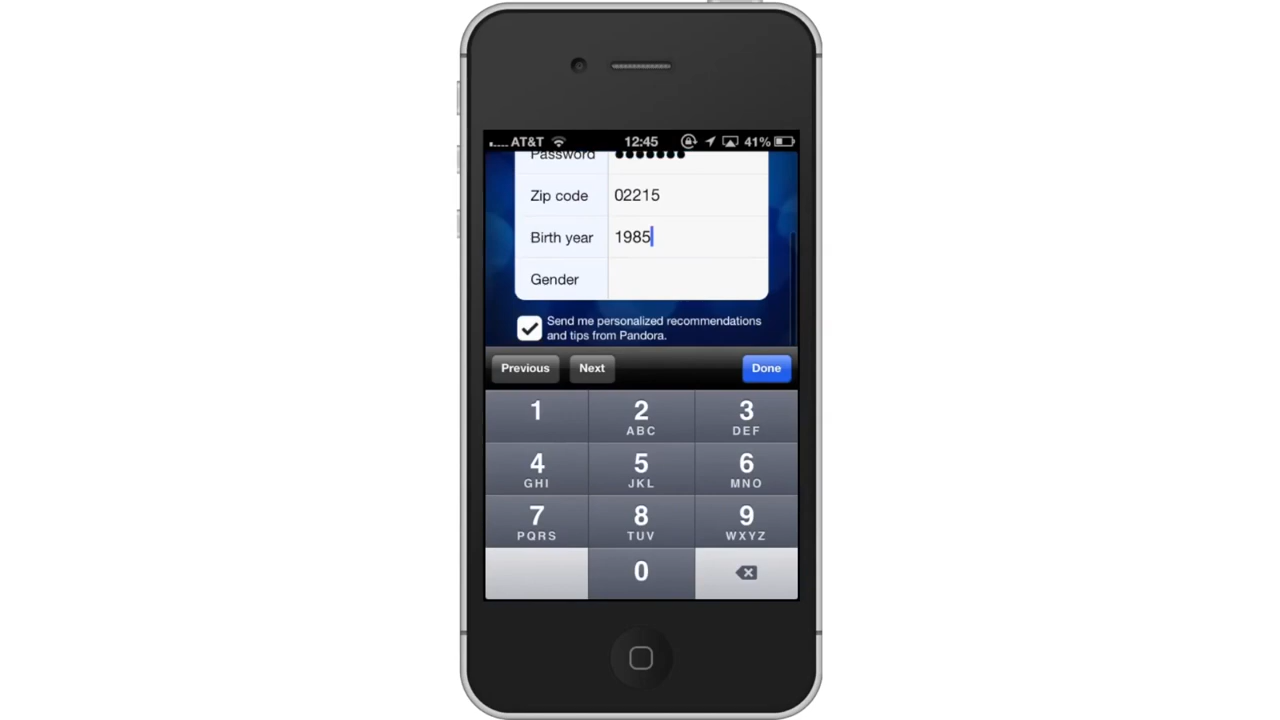 AT&T 12:45 41%
Password •••••••
Zip code 02215
Birth year 1985
Gender
Send me personalized recommendations
and tips from Pandora.
Previous Next Done
1 2 3
ABC DEF
4 5 6
GHI JKL MNO
7 8 9
PQRS TUV WXYZ
0